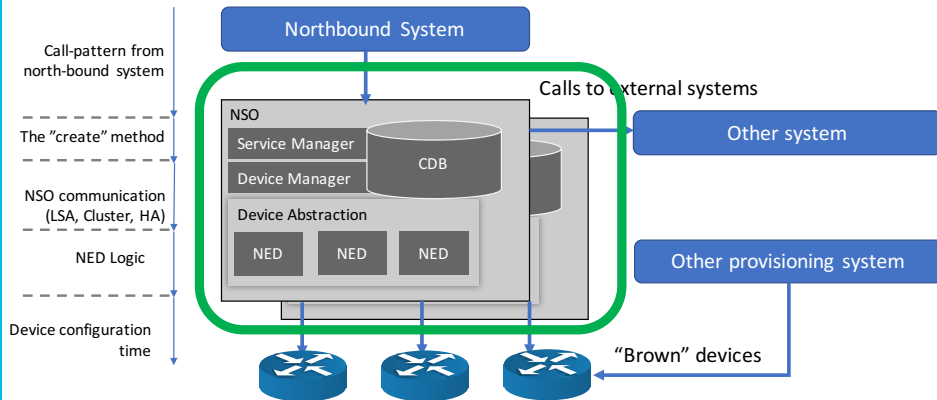 Northbound System
Call-pattern from
north-bound system
Calls to external systems
NSO
The ”create” method
Service Manager
CDB
Other system
Device Manager
NSO communication
(LSA, Cluster, HA)
Device Abstraction
NED Logic
NED
NED
NED
Other provisioning system
Device configuration
time
“Brown” devices